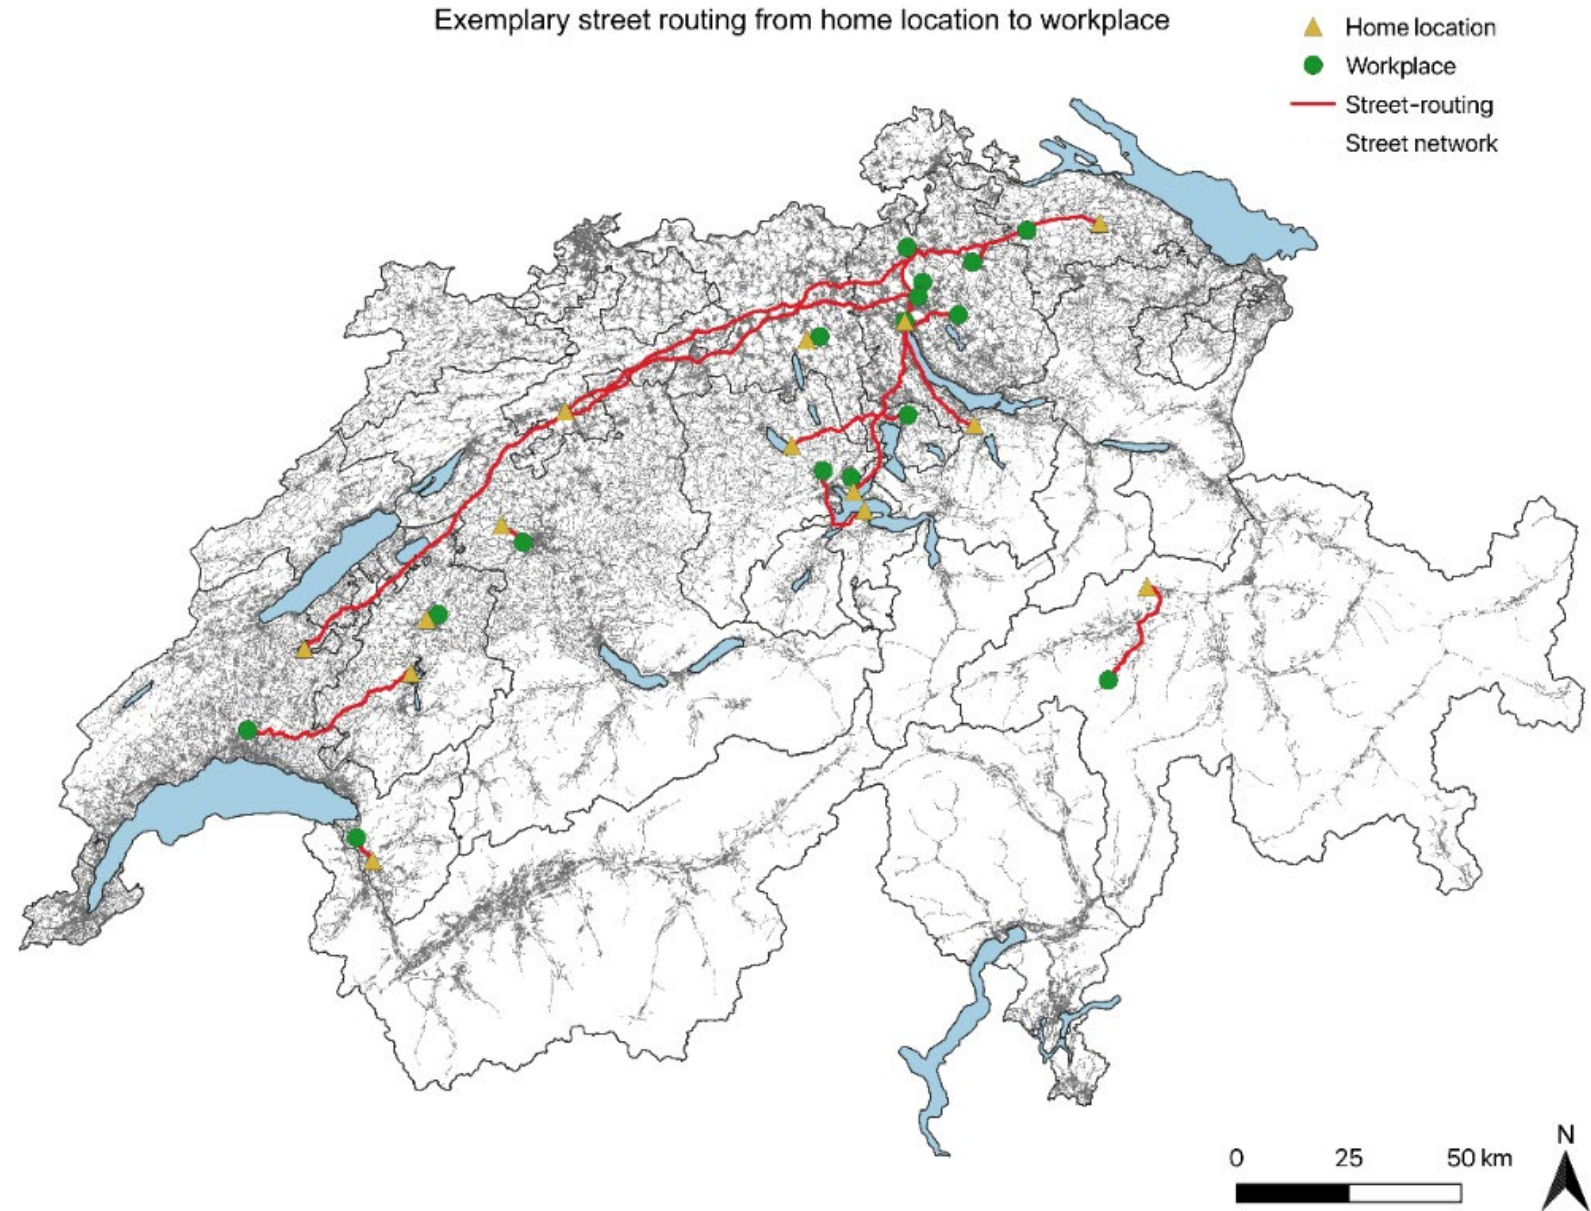 Exemplary street routing from home location to workplace
Home location
Workplace
Street-routing
Street network
N
0 25 50 km